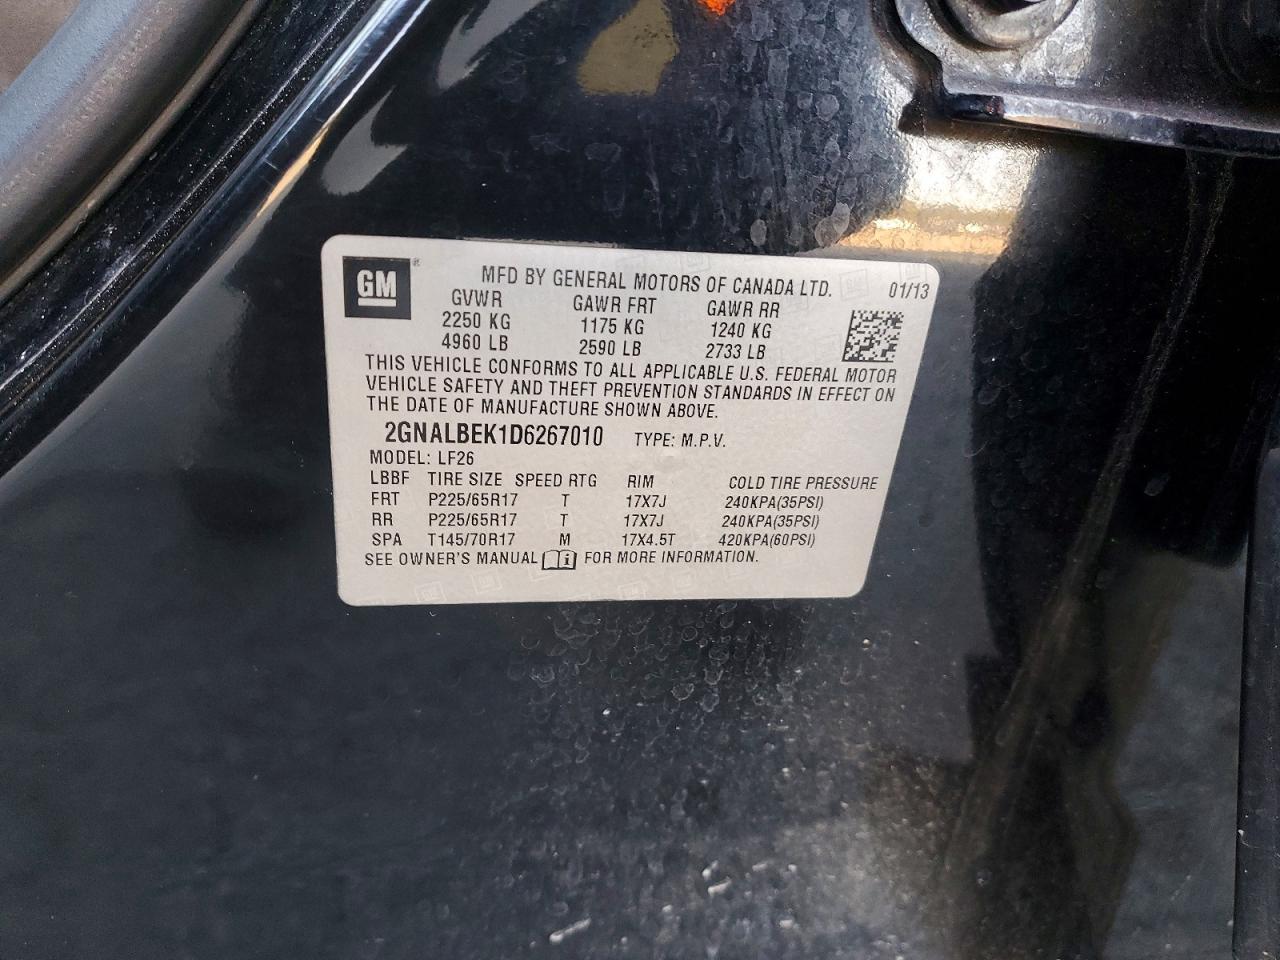 GM ®
MFD BY GENERAL MOTORS OF CANADA LTD. 01/13
GVWR GAWR FRT GAWR RR
2250 KG 1175 KG 1240 KG
4960 LB 2590 LB 2733 LB
THIS VEHICLE CONFORMS TO ALL APPLICABLE U.S. FEDERAL MOTOR
VEHICLE SAFETY AND THEFT PREVENTION STANDARDS IN EFFECT ON
THE DATE OF MANUFACTURE SHOWN ABOVE.
2GNALBEK1D6267010 TYPE: M.P.V.
MODEL: LF26
LBBF TIRE SIZE SPEED RTG RIM COLD TIRE PRESSURE
FRT P225/65R17 T 17X7J 240KPA(35PSI)
RR P225/65R17 T 17X7J 240KPA(35PSI)
SPA T145/70R17 M 17X4.5T 420KPA(60PSI)
SEE OWNER'S MANUAL i FOR MORE INFORMATION.